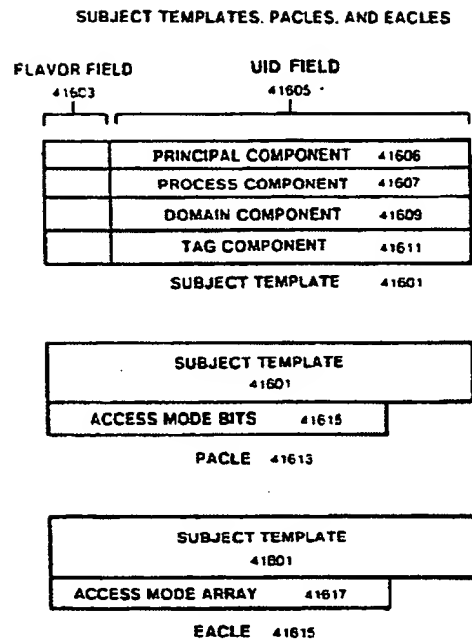 SUBJECT TEMPLATES, PACLES, AND EACLES
FLAVOR FIELD
41603
UID FIELD
41605
PRINCIPAL COMPONENT 41606
PROCESS COMPONENT 41607
DOMAIN COMPONENT 41609
TAG COMPONENT 41611
SUBJECT TEMPLATE 41601
SUBJECT TEMPLATE
41601
ACCESS MODE BITS 41615
PACLE 41613
SUBJECT TEMPLATE
41601
ACCESS MODE ARRAY 41617
EACLE 41615